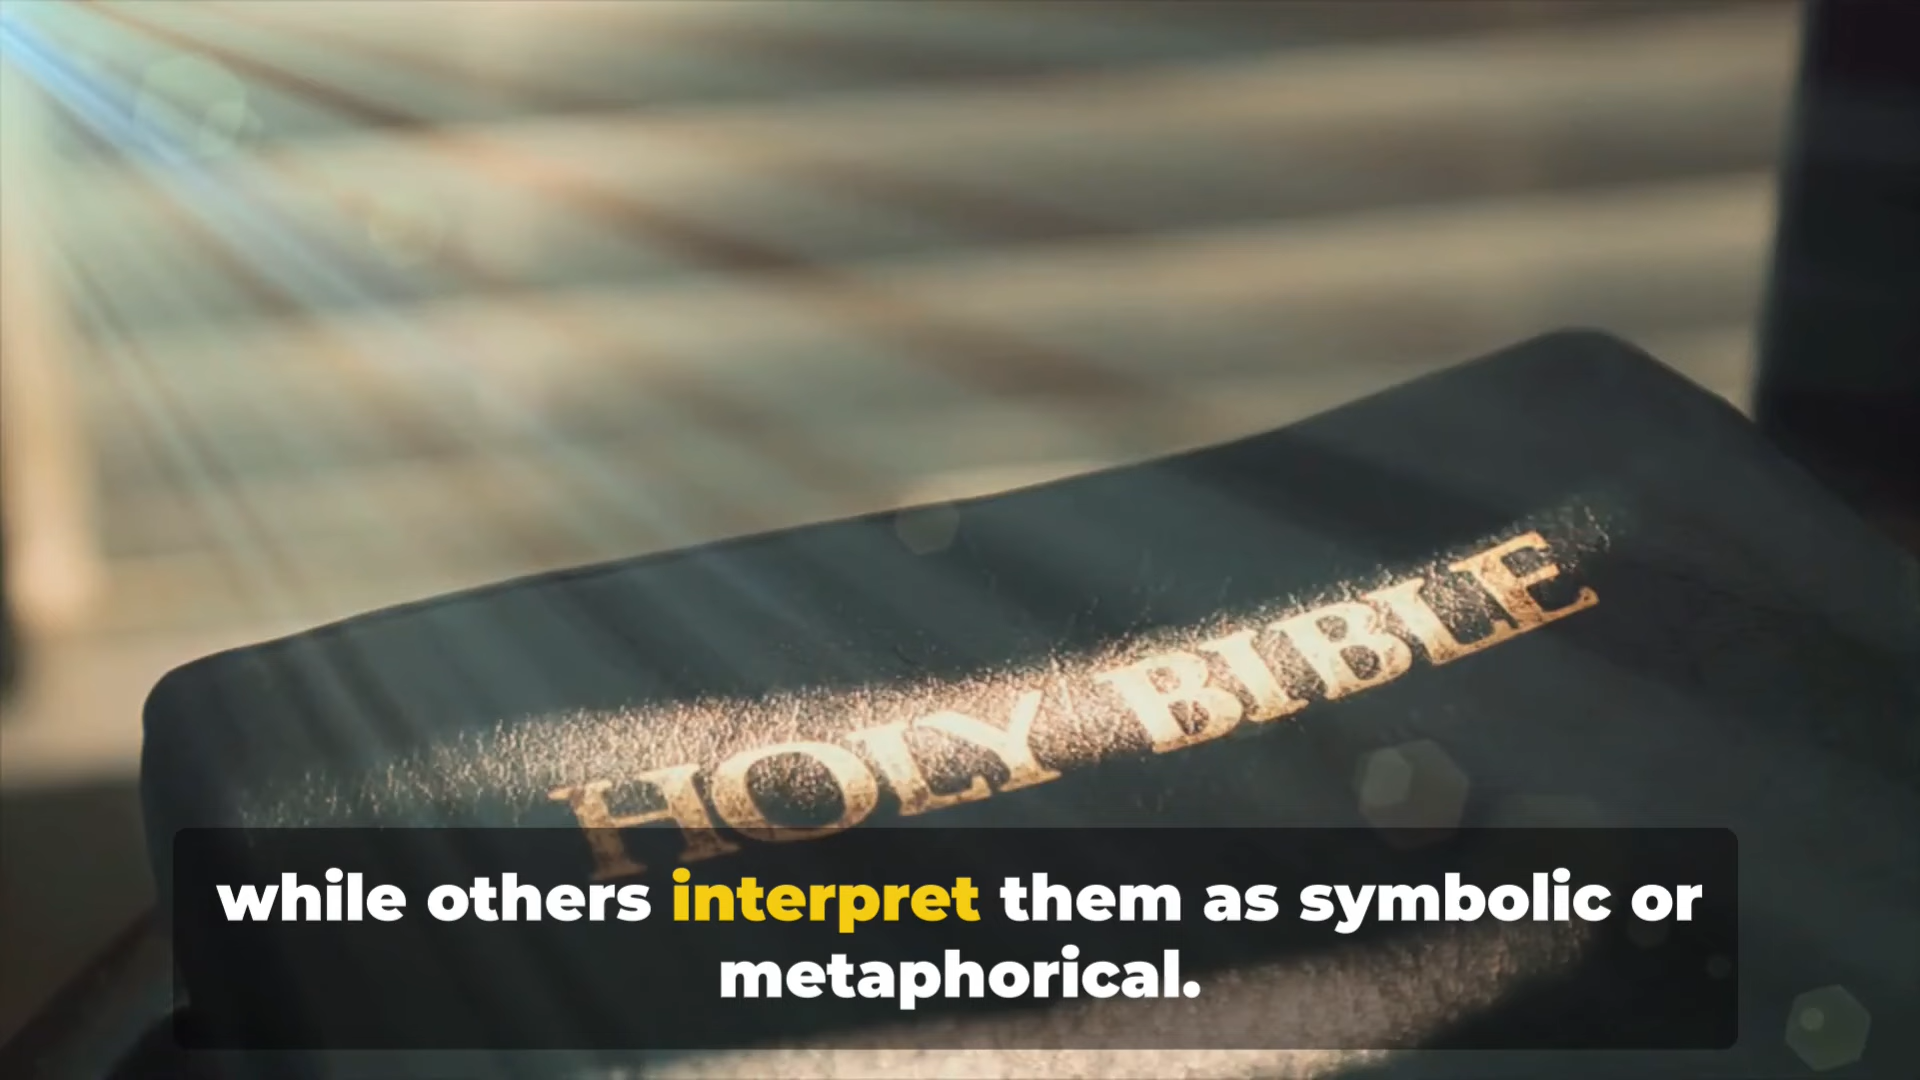 HOLY BIBLE
while others interpret them as symbolic or
metaphorical.